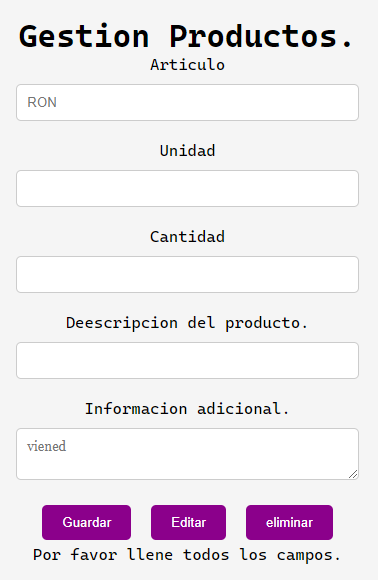 Gestion Productos.
Articulo
RON
Unidad
Cantidad
Deescripcion del producto.
Informacion adicional.
viened
Guardar Editar eliminar
Por favor llene todos los campos.